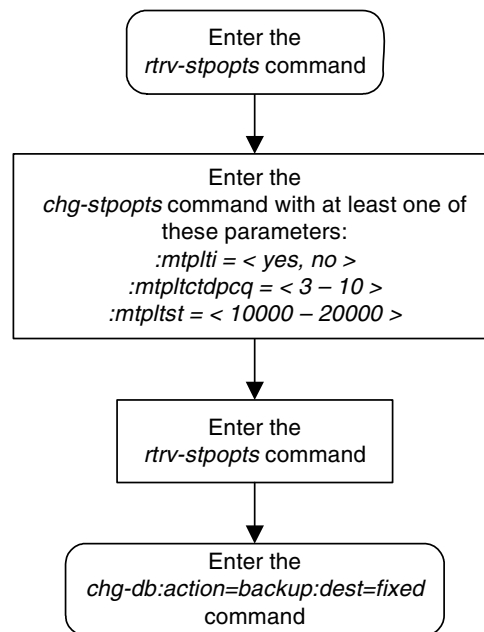 Enter the
rtrv-stpopts command
Enter the
chg-stpopts command with at least one of
these parameters:
:mtplti = < yes, no >
:mtpltctdpcq = < 3 – 10 >
:mtpltst = < 10000 – 20000 >
Enter the
rtrv-stpopts command
Enter the
chg-db:action=backup:dest=fixed
command